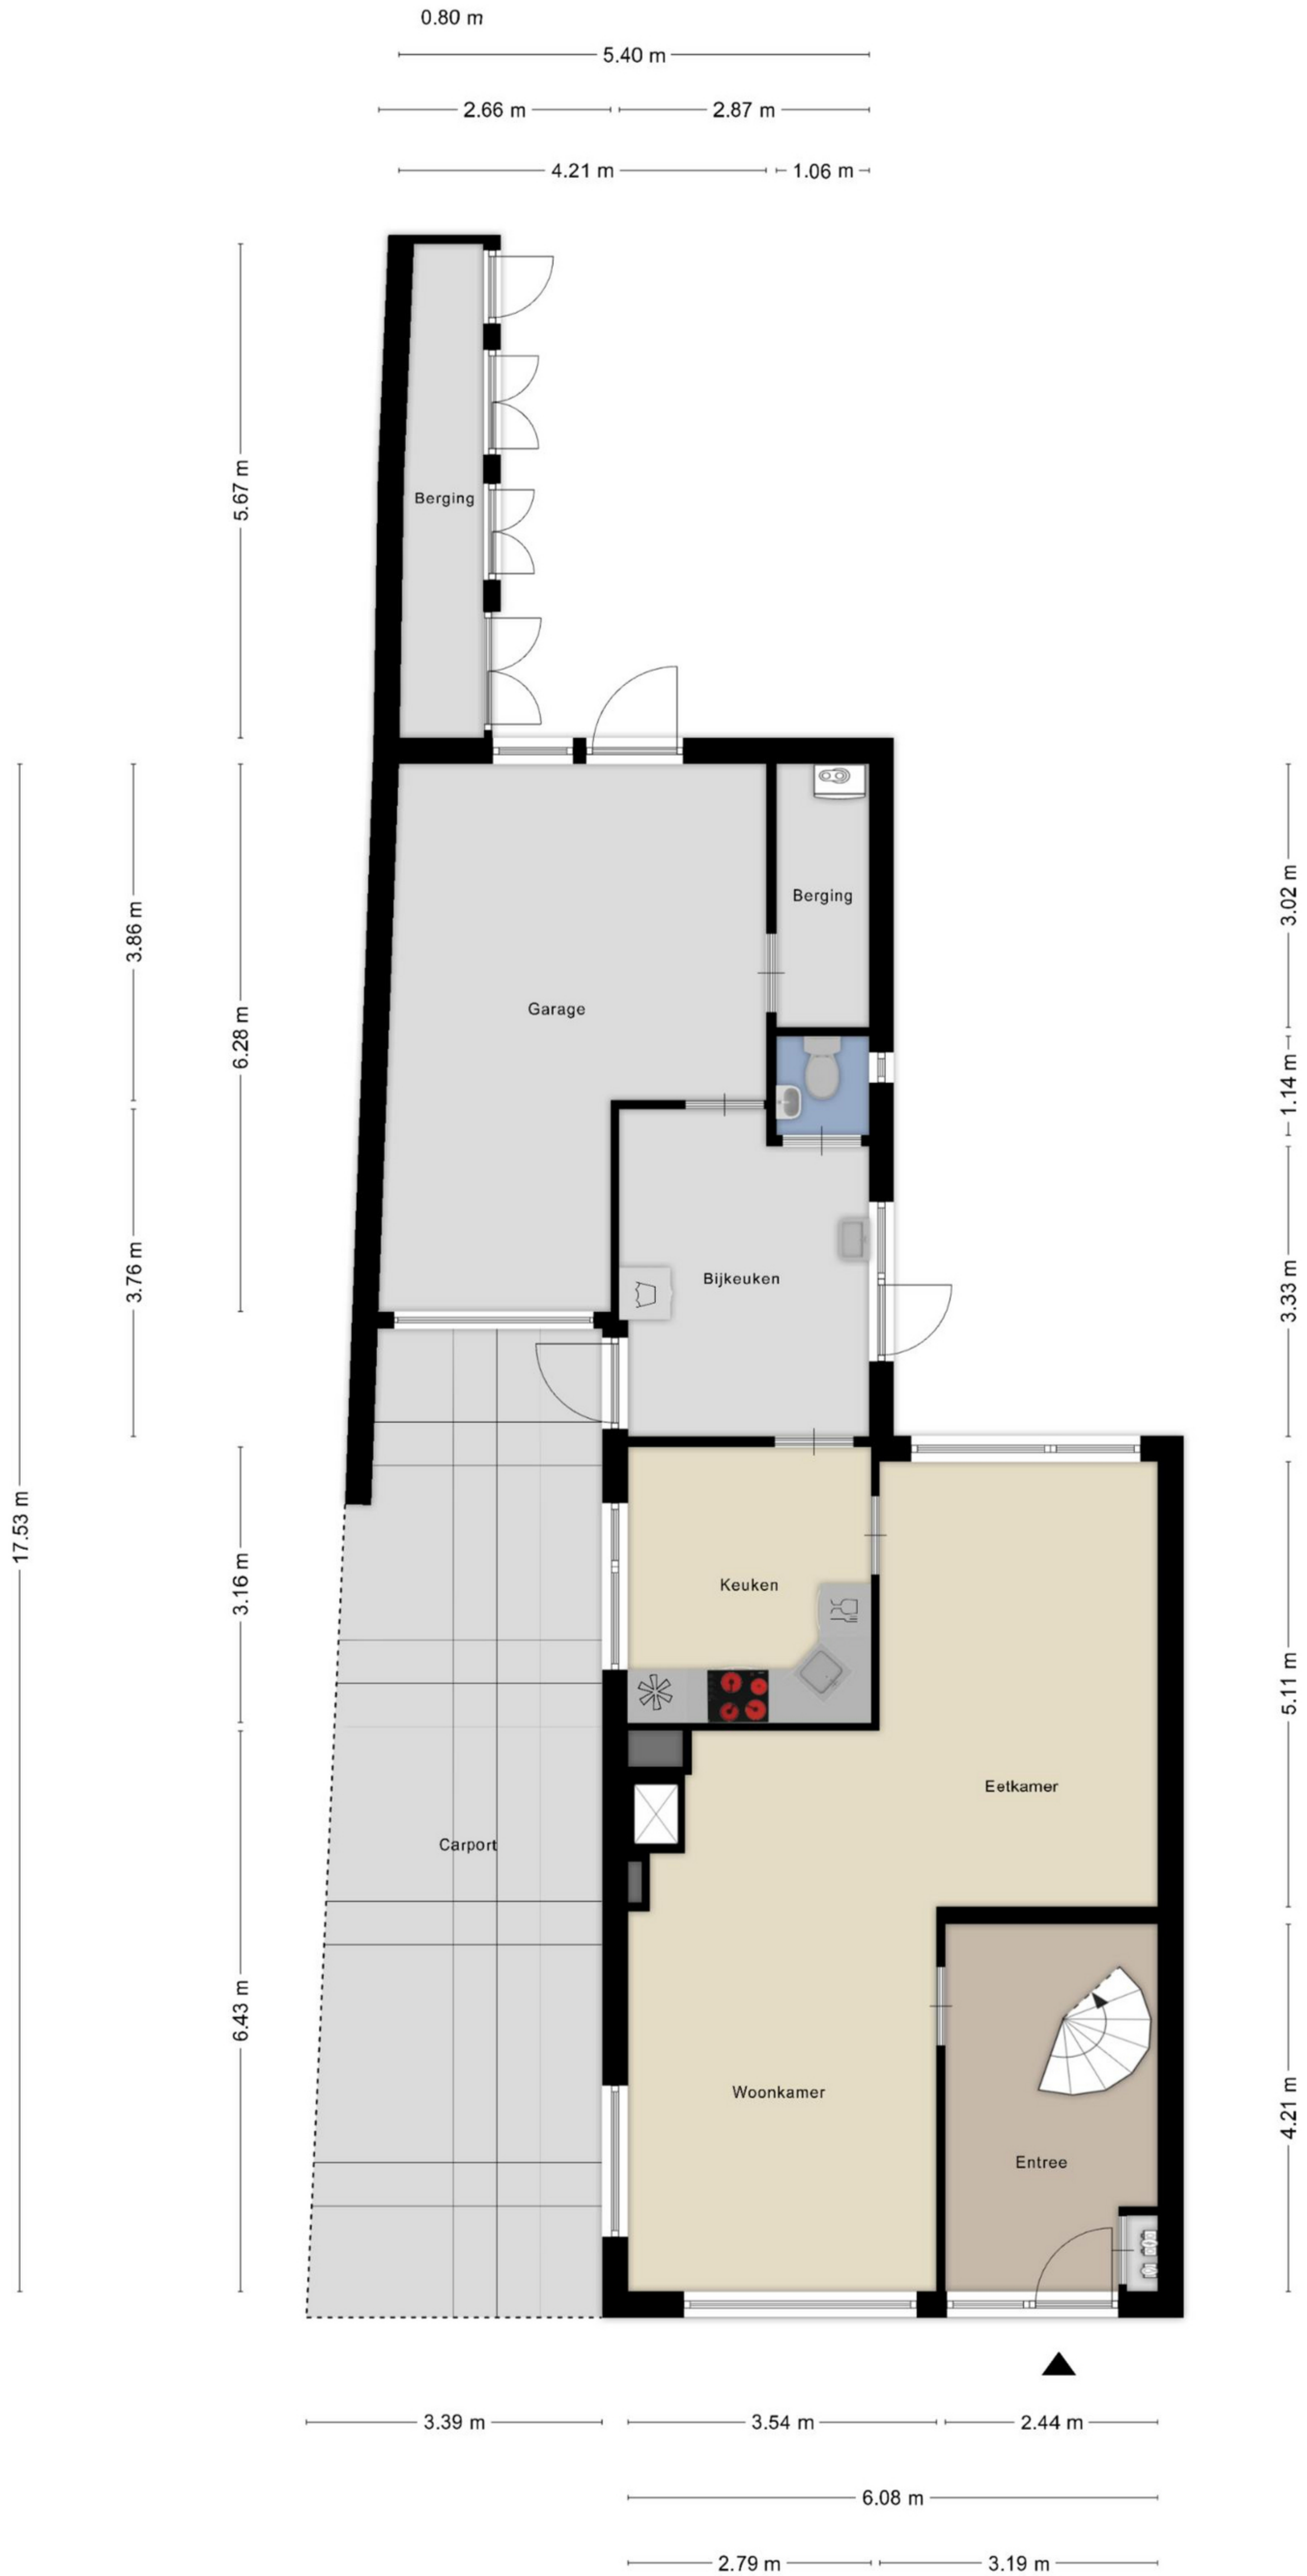 0.80 m
5.40 m
2.66 m
2.87 m
4.21 m
1.06 m
5.67 m
Berging
3.86 m
6.28 m
3.02 m
Berging
Garage
1.14 m
3.76 m
Bijkeuken
3.33 m
17.53 m
3.16 m
Keuken
5.11 m
Eetkamer
Carport
6.43 m
Woonkamer
4.21 m
Entree
3.39 m
3.54 m
2.44 m
6.08 m
2.79 m
3.19 m